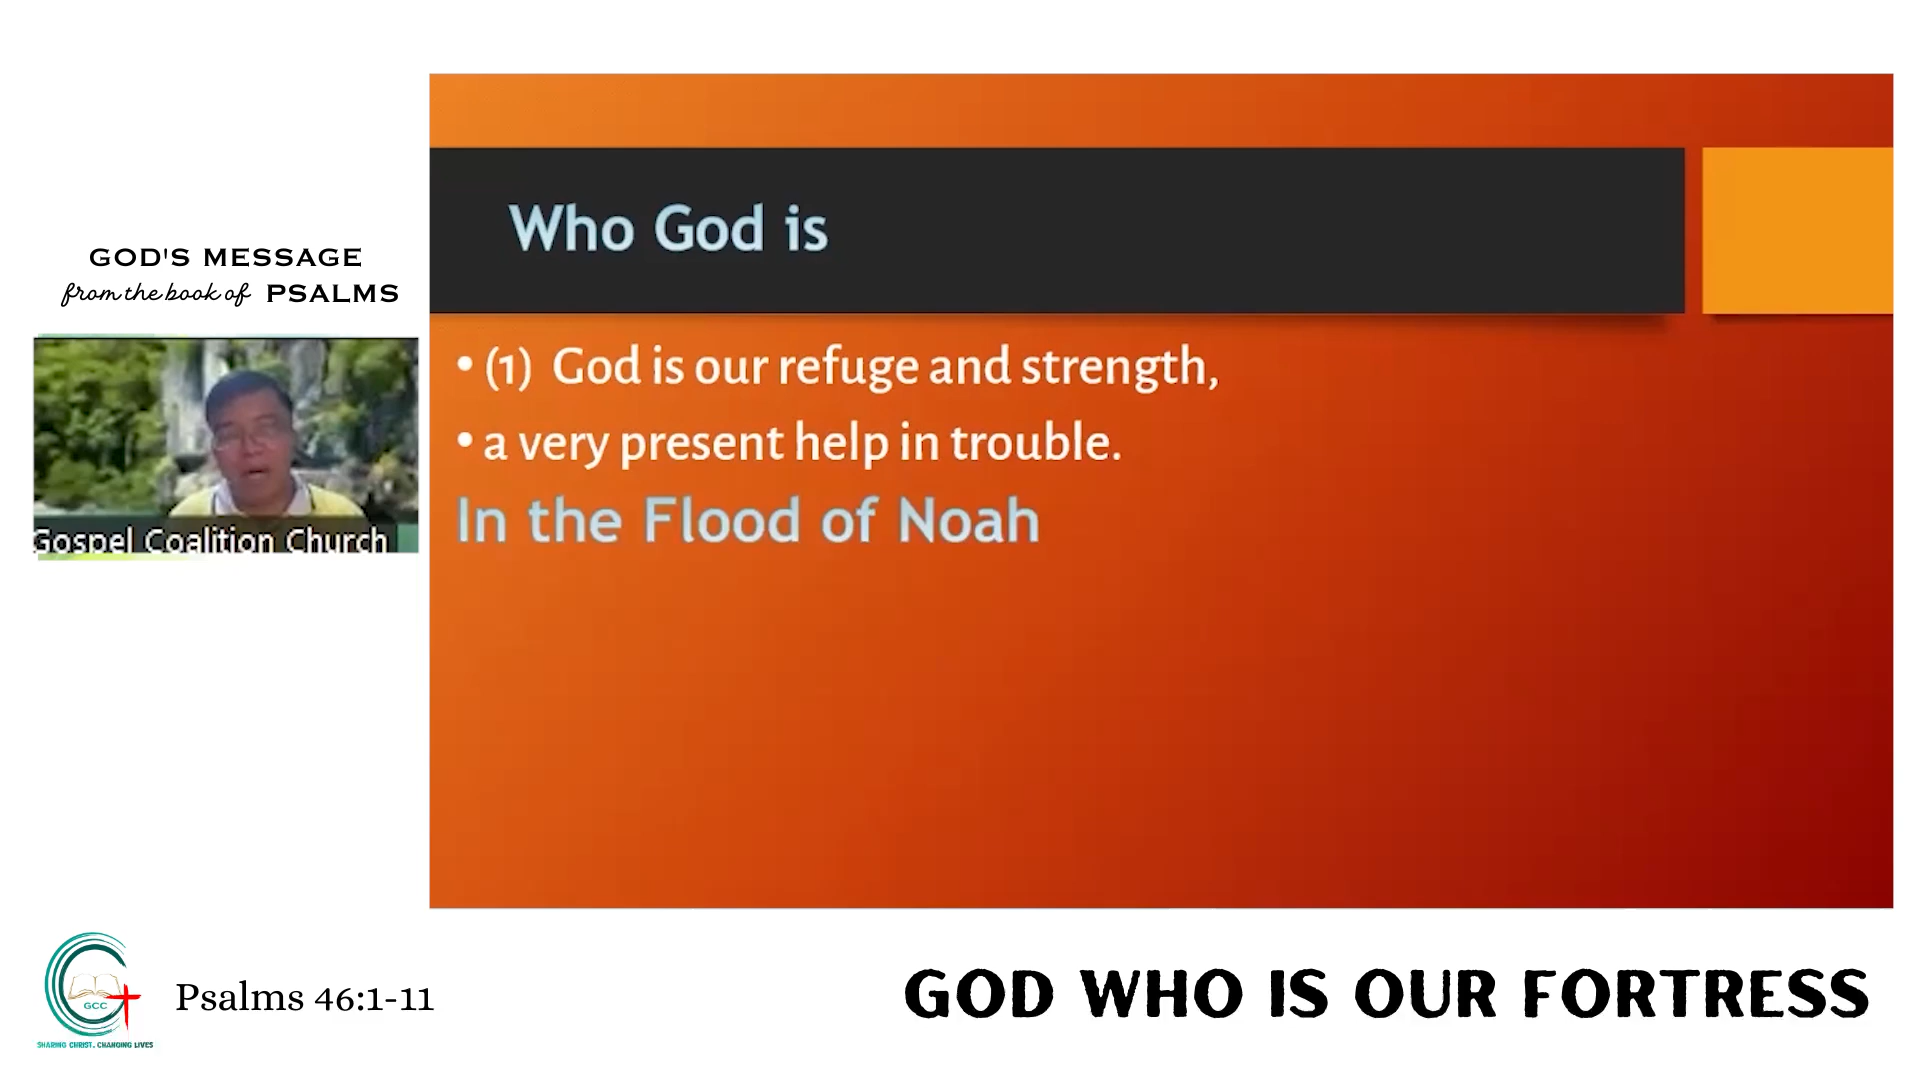 GOD'S MESSAGE
from the book of PSALMS
Gospel Coalition Church
Who God is
• (1) God is our refuge and strength,
• a very present help in trouble.
In the Flood of Noah
GCC
SHARING CHRIST. CHANGING LIVES
Psalms 46:1-11
GOD WHO IS OUR FORTRESS